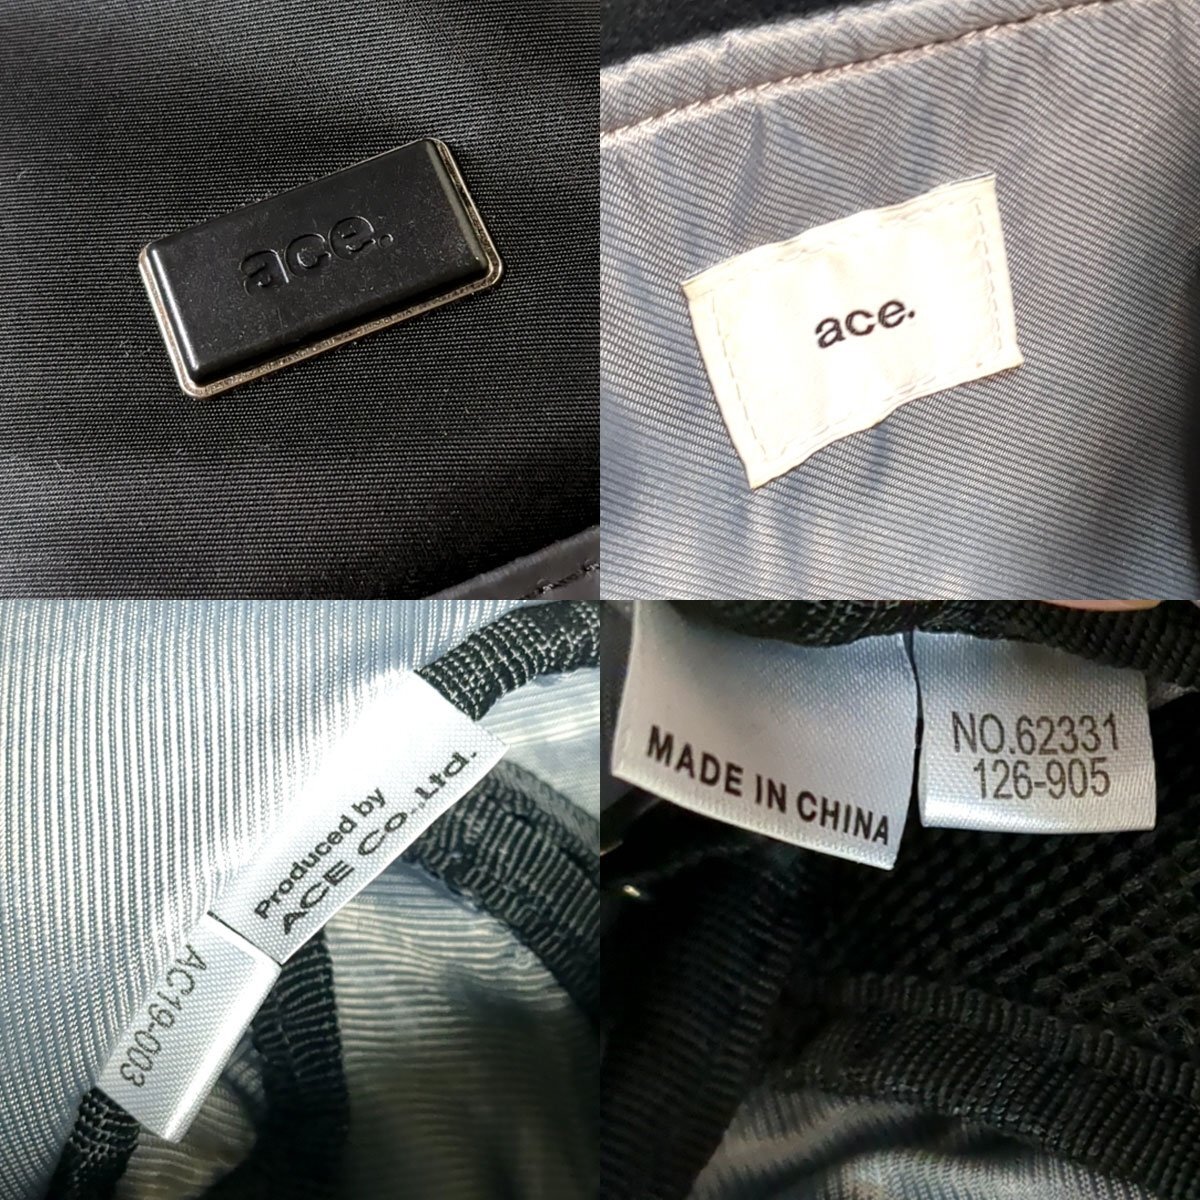 ace.
ace.
Produced by
ACE Co.,Ltd.
AC19-003
MADE IN CHINA
NO.62331
126-905